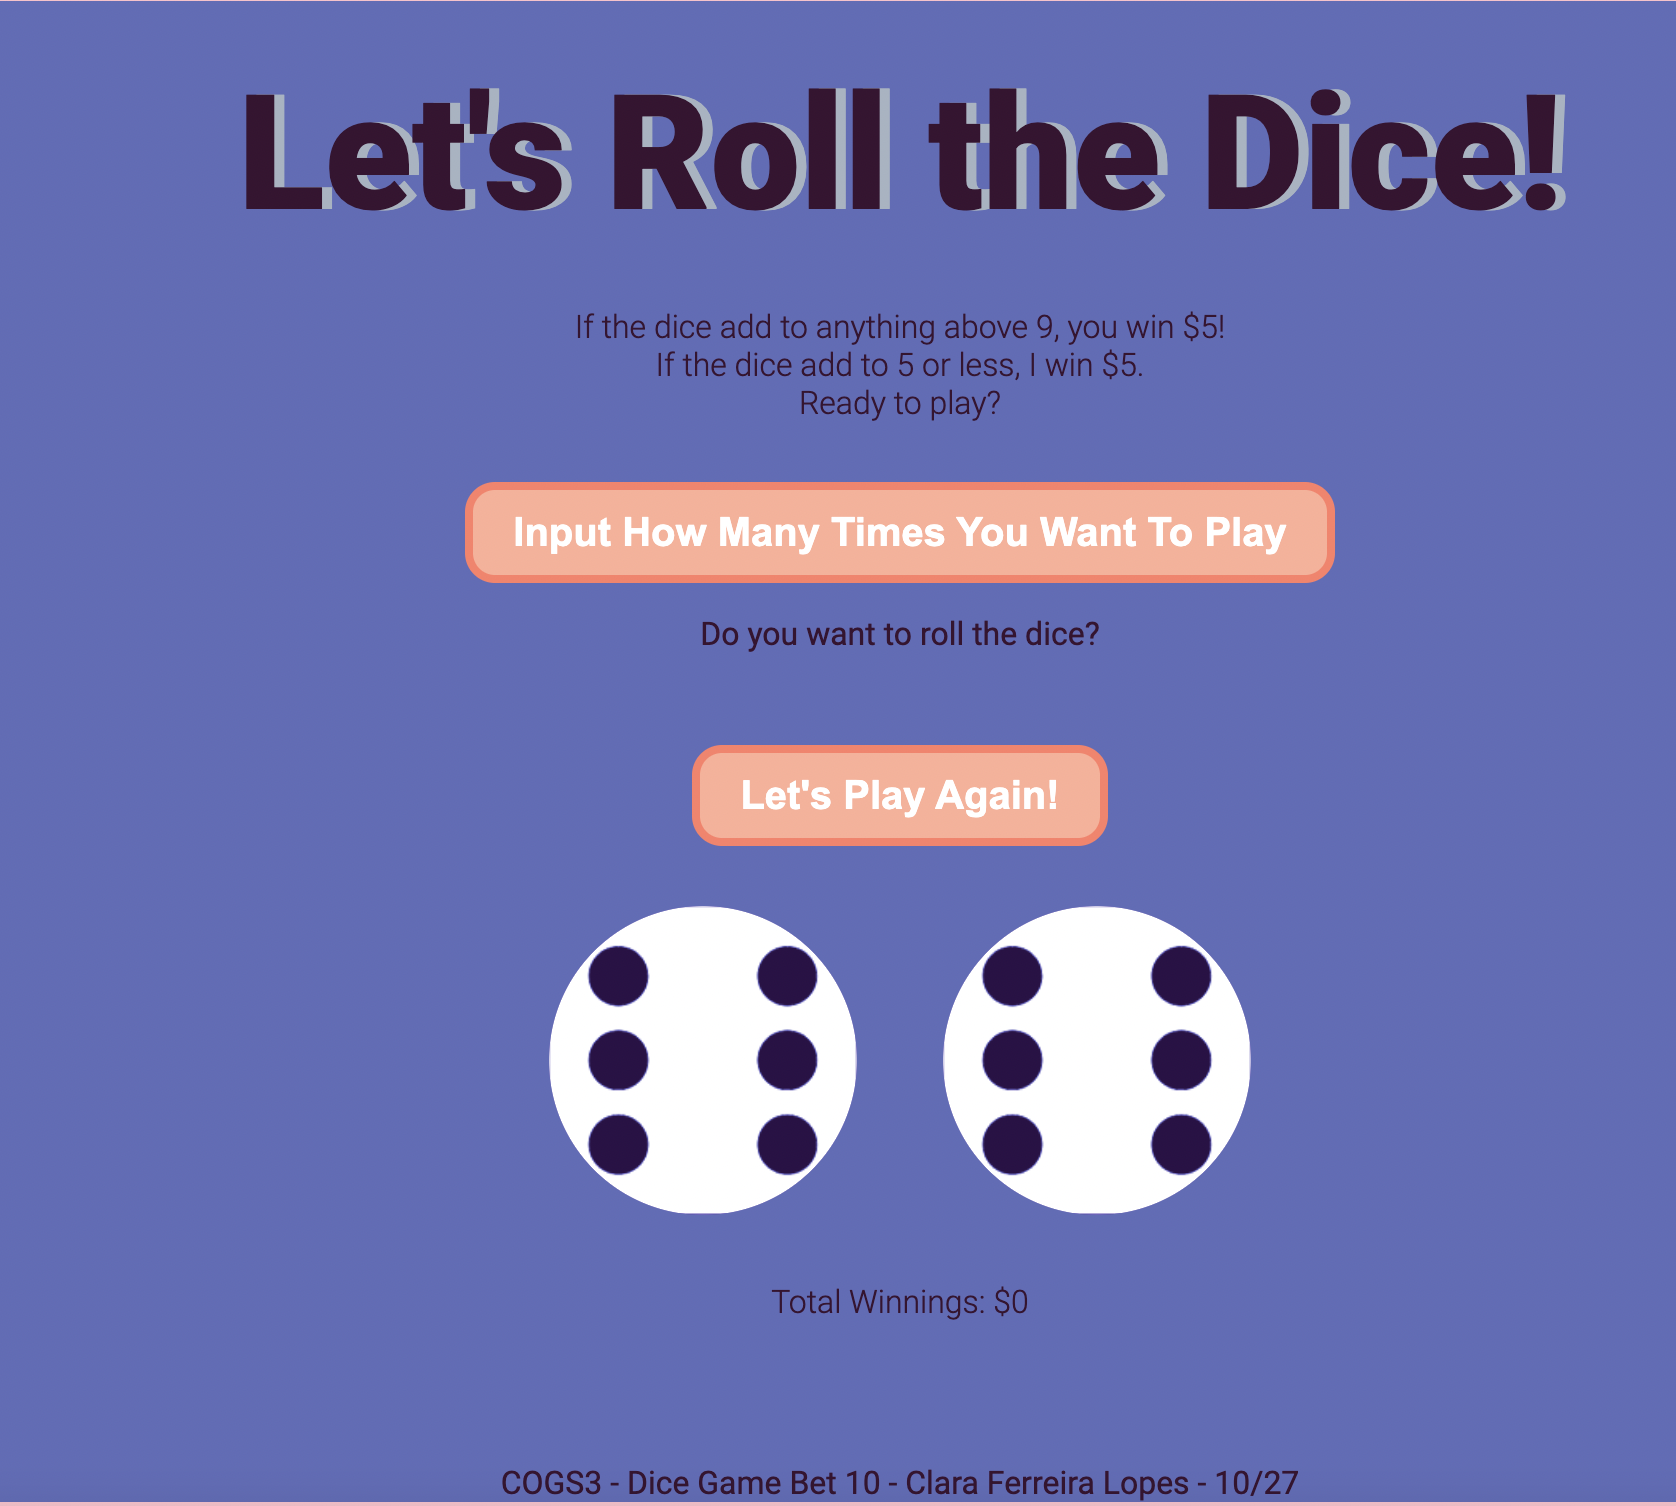 Let's Roll the Dice!
If the dice add to anything above 9, you win $5!
If the dice add to 5 or less, I win $5.
Ready to play?
Input How Many Times You Want To Play
Do you want to roll the dice?
Let's Play Again!
Total Winnings: $0
COGS3 - Dice Game Bet 10 - Clara Ferreira Lopes - 10/27